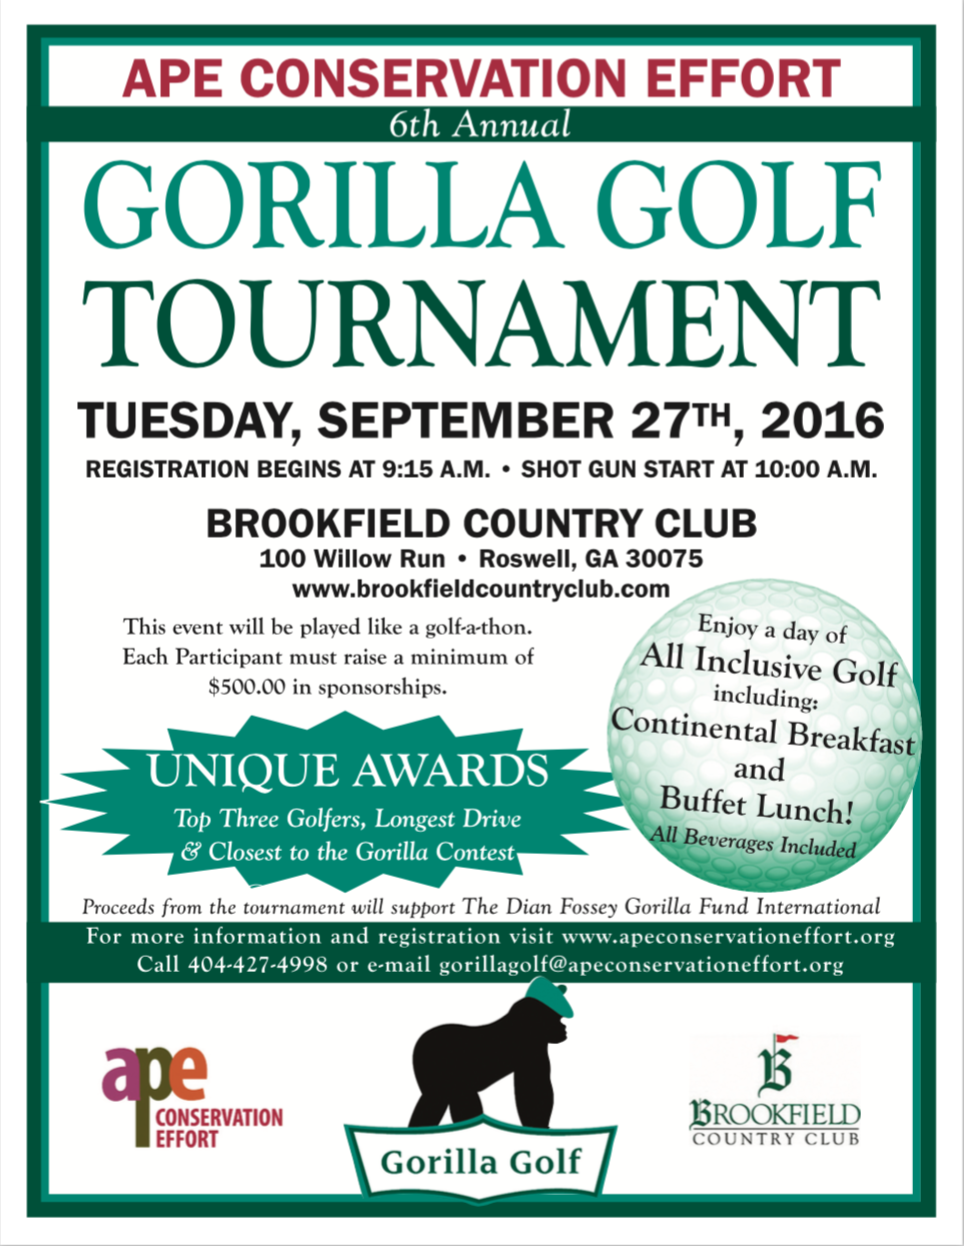 APE CONSERVATION EFFORT
6th Annual
GORILLA GOLF
TOURNAMENT
TUESDAY, SEPTEMBER 27TH, 2016
REGISTRATION BEGINS AT 9:15 A.M. • SHOT GUN START AT 10:00 A.M.
BROOKFIELD COUNTRY CLUB
100 Willow Run • Roswell, GA 30075
www.brookfieldcountryclub.com
This event will be played like a golf-a-thon.
Each Participant must raise a minimum of
$500.00 in sponsorships.
Enjoy a day of
All Inclusive Golf
including:
Continental Breakfast
and
Buffet Lunch!
All Beverages Included
UNIQUE AWARDS
Top Three Golfers, Longest Drive
& Closest to the Gorilla Contest
Proceeds from the tournament will support The Dian Fossey Gorilla Fund International
For more information and registration visit www.apeconservationeffort.org
Call 404-427-4998 or e-mail gorillagolf@apeconservationeffort.org
ape
CONSERVATION
EFFORT
Gorilla Golf
B
BROOKFIELD
COUNTRY CLUB